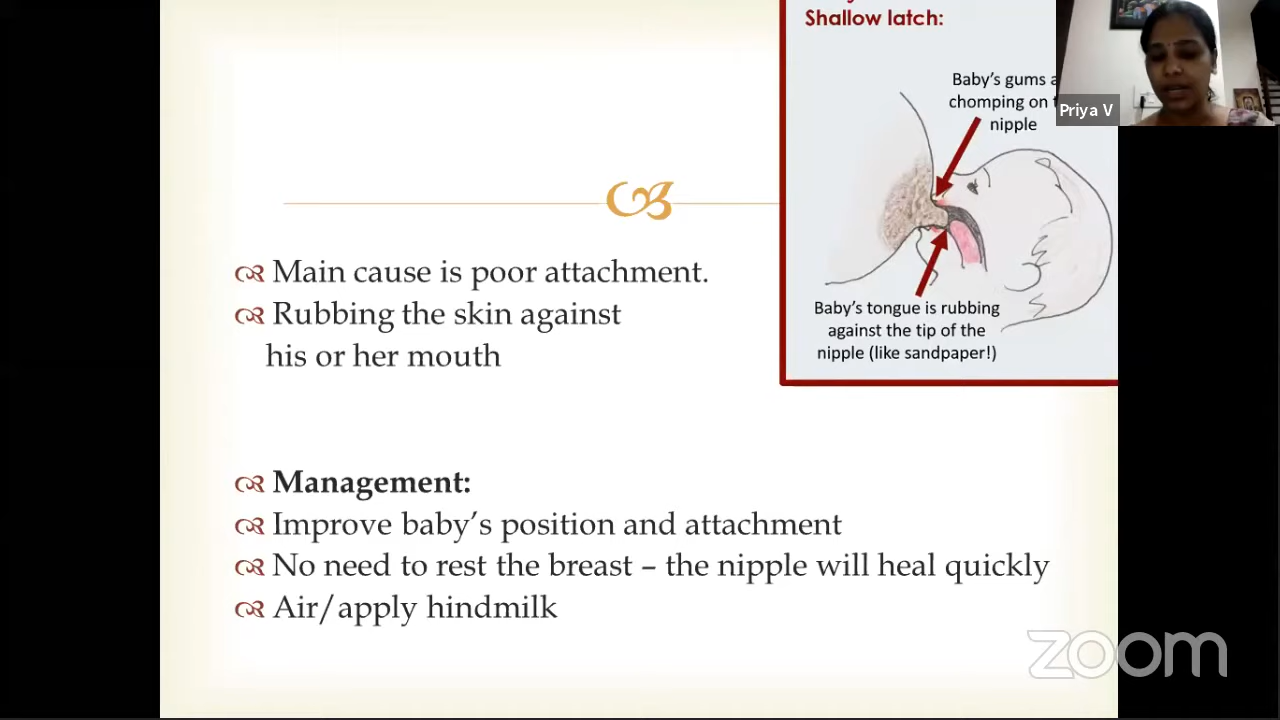 Shallow latch:
Baby's gums a
chomping on
nipple
Priya V
Main cause is poor attachment.
Rubbing the skin against
his or her mouth
Baby's tongue is rubbing
against the tip of the
nipple (like sandpaper!)
Management:
Improve baby's position and attachment
No need to rest the breast – the nipple will heal quickly
Air/apply hindmilk
zoom